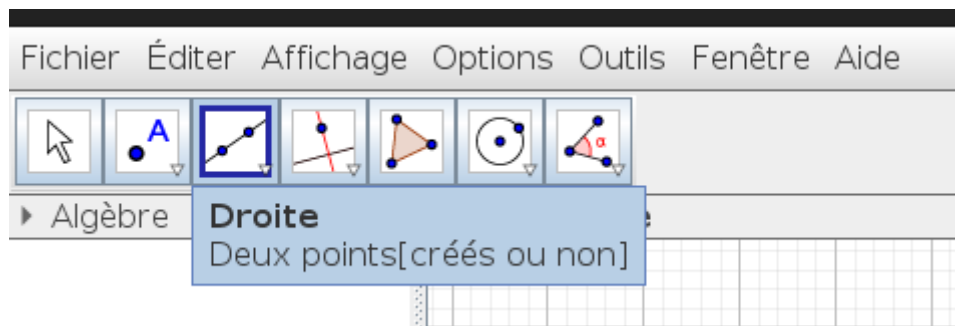 Fichier Éditer Affichage Options Outils Fenêtre Aide
A
α
Algèbre
Droite
Deux points[créés ou non]